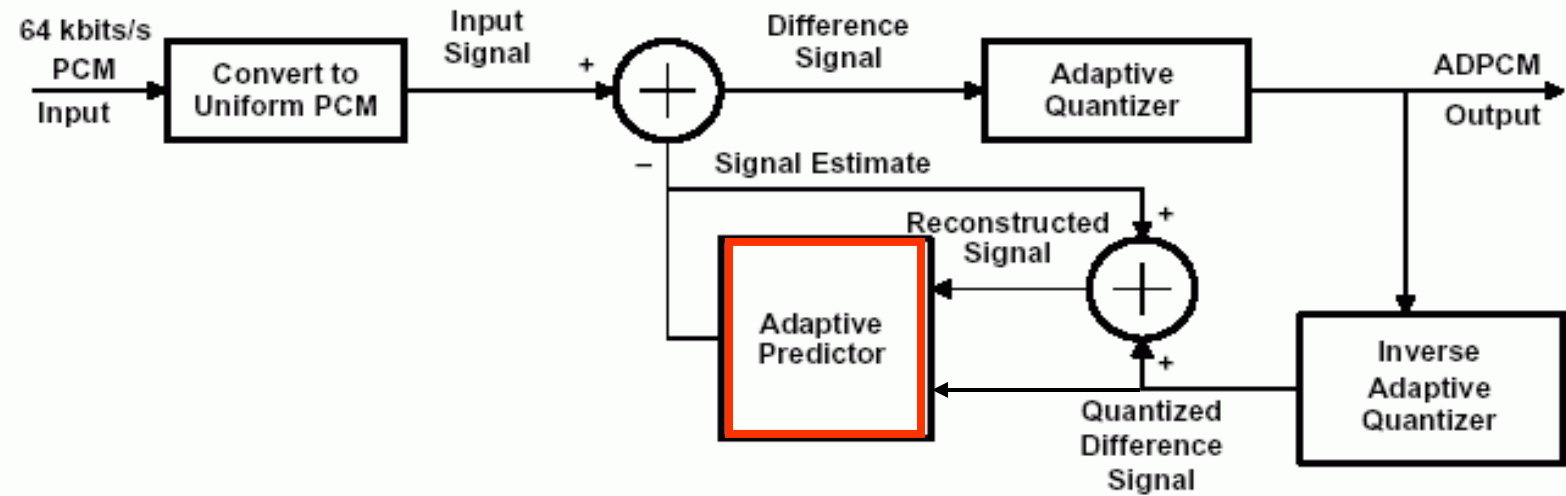 64 kbits/s
PCM
Input
Convert to
Uniform PCM
Input
Signal
+
Difference
Signal
Adaptive
Quantizer
ADPCM
Output
–
Signal Estimate
+
Reconstructed
Signal
Adaptive
Predictor
+
Quantized
Difference
Signal
Inverse
Adaptive
Quantizer